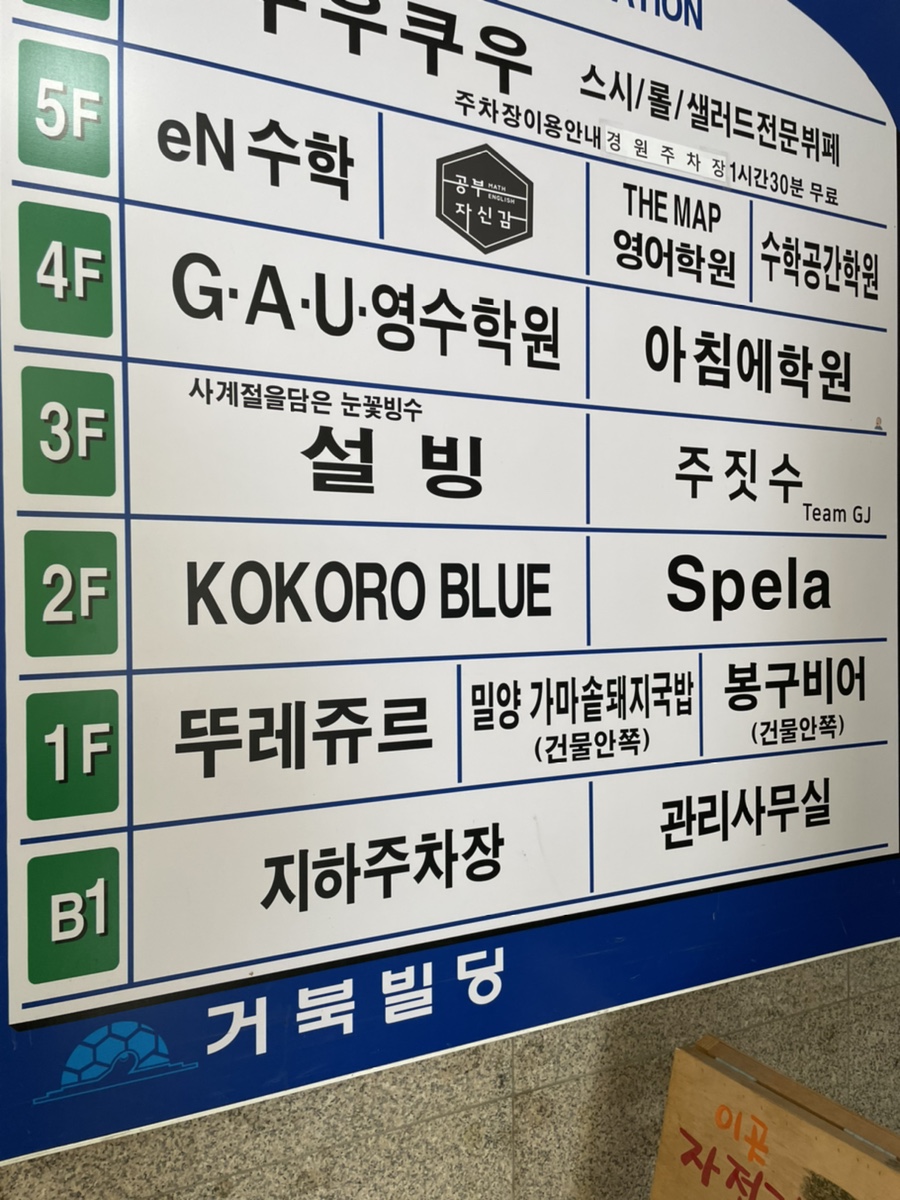 쿠우쿠우
스시/롤/샐러드전문뷔페
주차장이용안내 경원주차장 1시간30분 무료
5F
eN수학
공부 MATH ENGLISH
자신감
THE MAP
영어학원
수학공간학원
4F
G·A·U·영수학원
아침에학원
3F
사계절을담은 눈꽃빙수
설빙
주짓수
Team GJ
2F
KOKORO BLUE
Spela
1F
뚜레쥬르
밀양 가마솥돼지국밥
(건물안쪽)
봉구비어
(건물안쪽)
B1
지하주차장
관리사무실
거북빌딩
이곳